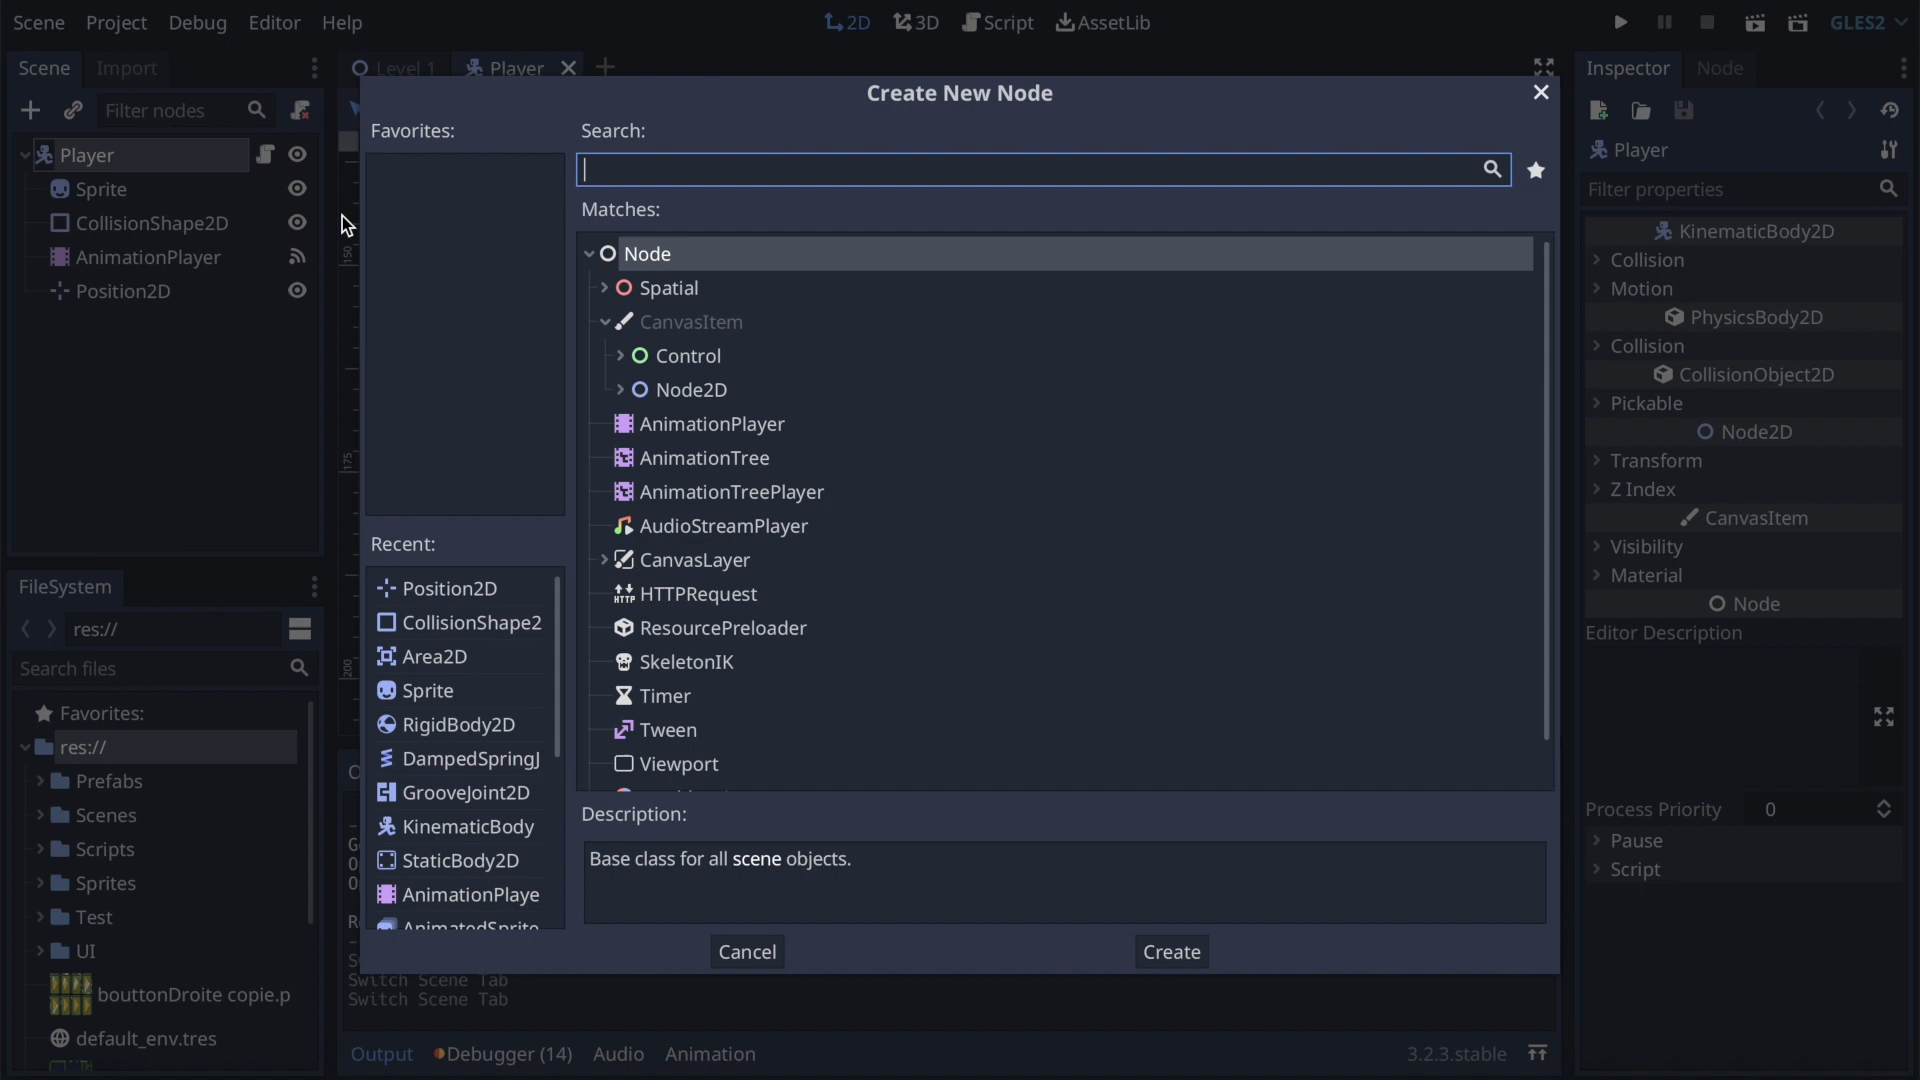 Scene Project Debug Editor Help
2D 3D Script AssetLib
GLES2
Scene Import
Level 1 Player
Inspector Node
Filter nodes
Player
Sprite
CollisionShape2D
AnimationPlayer
Position2D
150
175
200
Create New Node
Favorites:
Search:
Matches:
Node
Spatial
CanvasItem
Control
Node2D
AnimationPlayer
AnimationTree
AnimationTreePlayer
AudioStreamPlayer
CanvasLayer
HTTPRequest
ResourcePreloader
SkeletonIK
Timer
Tween
Viewport
Recent:
Position2D
CollisionShape2
Area2D
Sprite
RigidBody2D
DampedSpringJ
GrooveJoint2D
KinematicBody
StaticBody2D
AnimationPlaye
AnimatedSprite
Description:
Base class for all scene objects.
Cancel Create
Switch Scene Tab
Switch Scene Tab
Output Debugger (14) Audio Animation
3.2.3.stable
FileSystem
res://
Search files
Favorites:
res://
Prefabs
Scenes
Scripts
Sprites
Test
UI
bouttonDroite copie.p
default_env.tres
Player
Filter properties
KinematicBody2D
Collision
Motion
PhysicsBody2D
Collision
CollisionObject2D
Pickable
Node2D
Transform
Z Index
CanvasItem
Visibility
Material
Node
Editor Description
Process Priority 0
Pause
Script